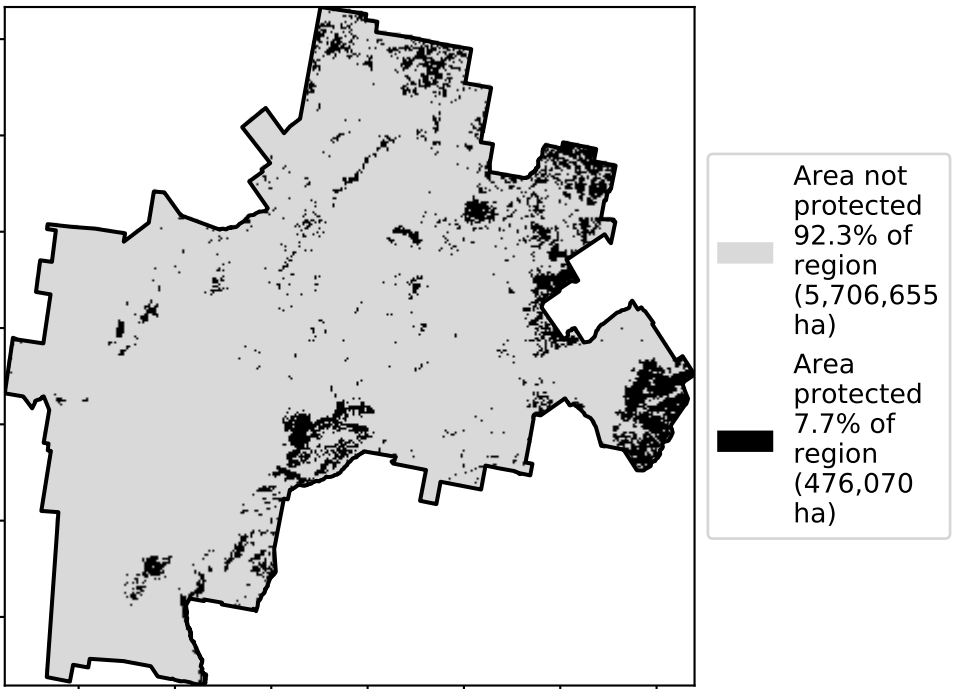 Area not
protected
92.3% of
region
(5,706,655
ha)
Area
protected
7.7% of
region
(476,070
ha)